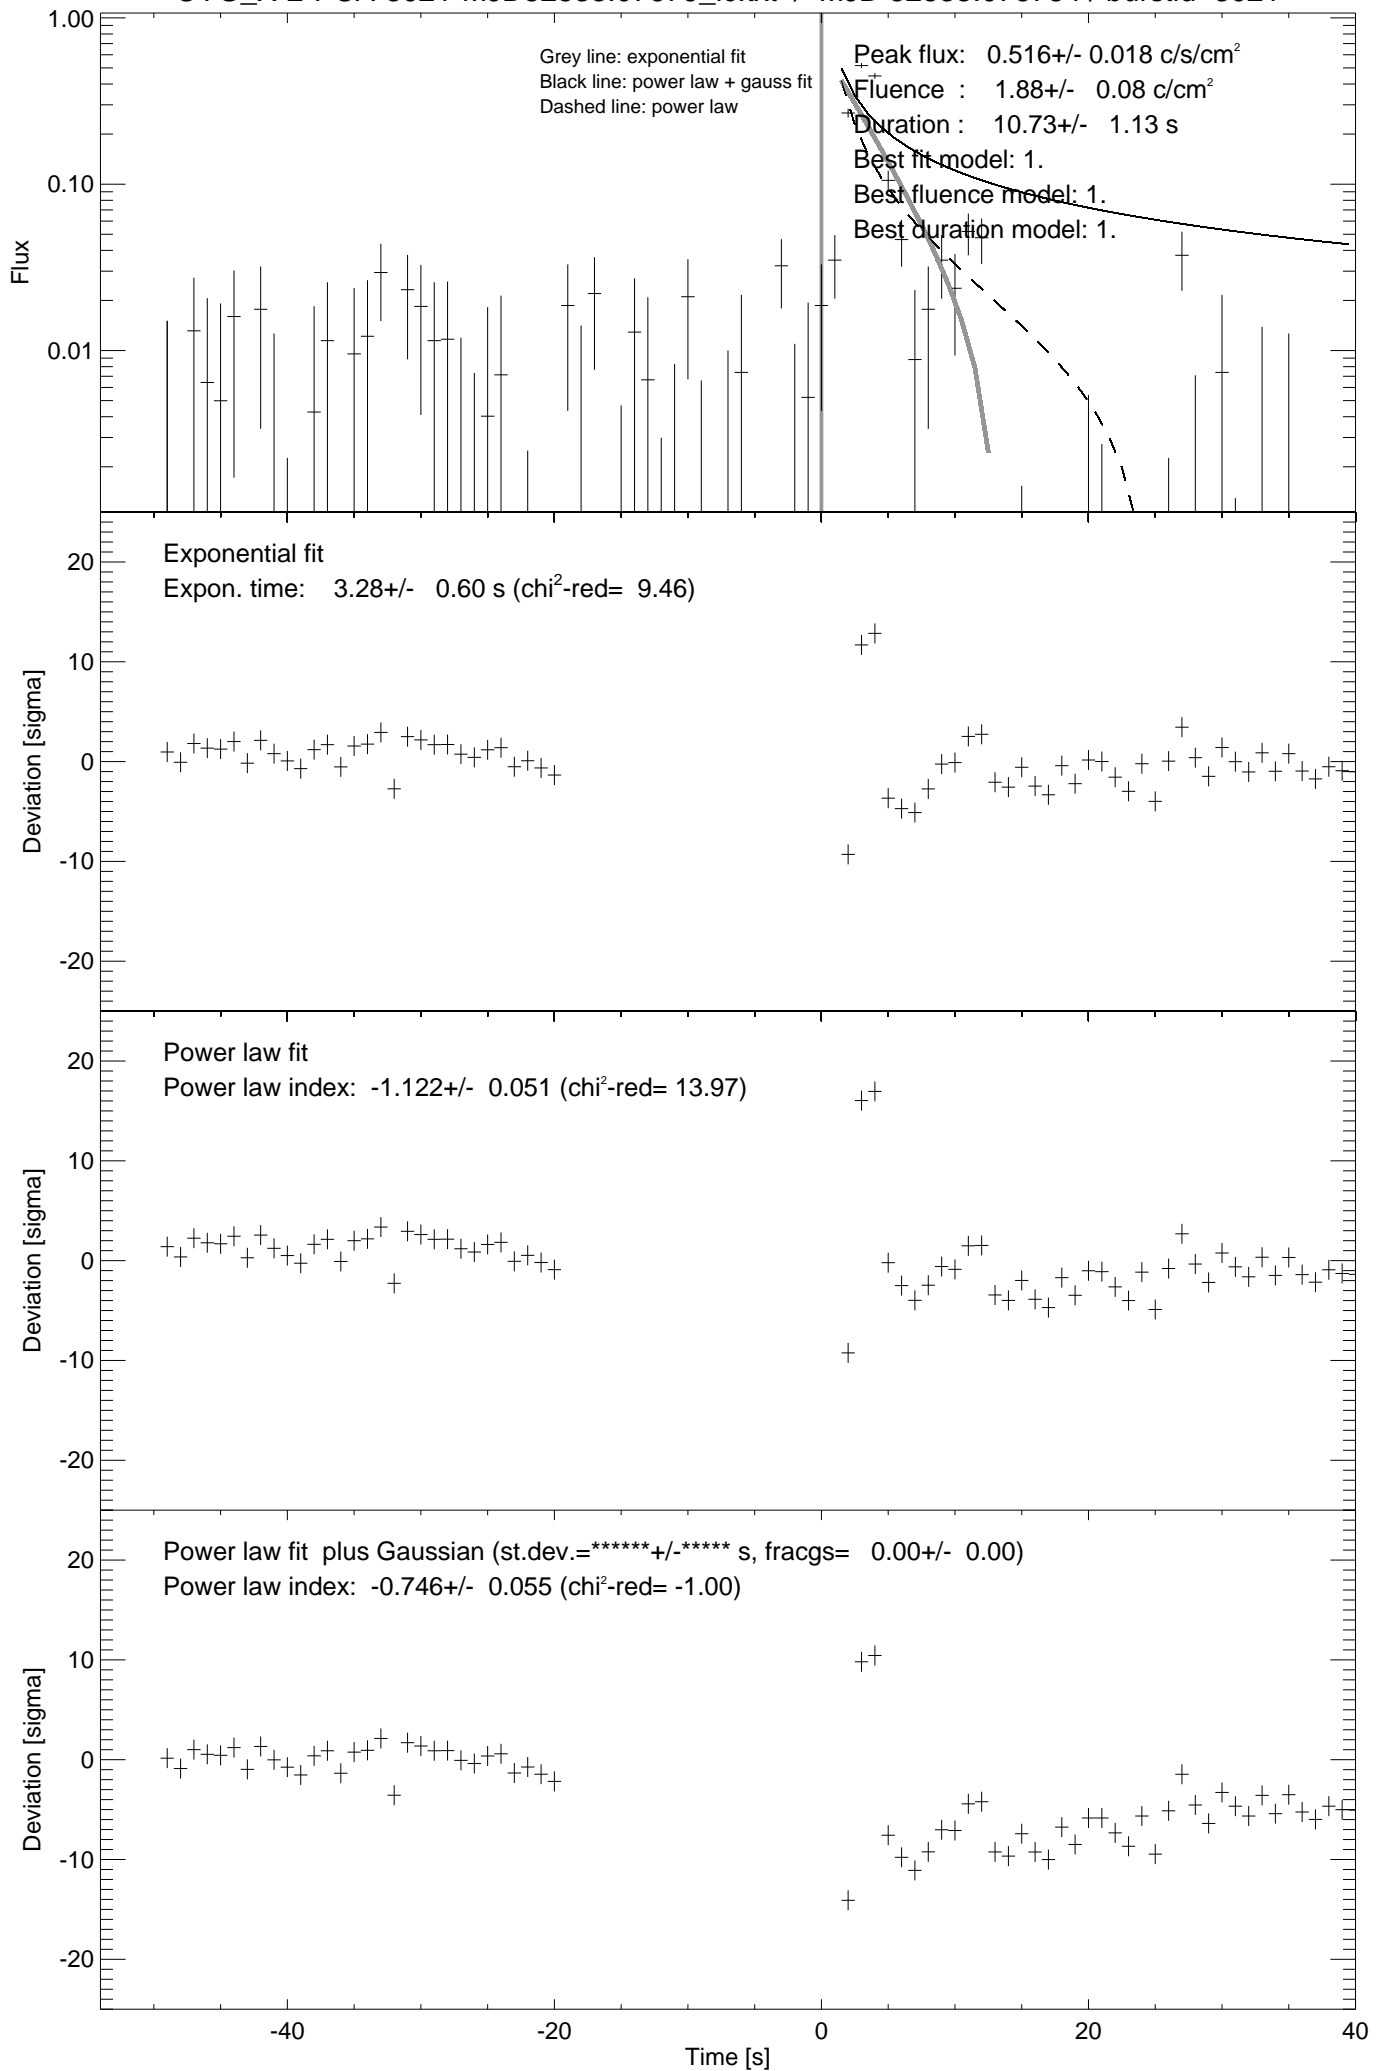 1.00
Grey line: exponential fit
Black line: power law + gauss fit
Dashed line: power law
Peak flux: 0.516+/- 0.018 c/s/cm²
Fluence : 1.88+/- 0.08 c/cm²
Duration : 10.73+/- 1.13 s
Best fit model: 1.
Best fluence model: 1.
Best duration model: 1.
0.10
0.01
Flux
Exponential fit
Expon. time: 3.28+/- 0.60 s (chi²-red= 9.46)
20
10
0
-10
-20
Deviation [sigma]
Power law fit
Power law index: -1.122+/- 0.051 (chi²-red= 13.97)
20
10
0
-10
-20
Deviation [sigma]
Power law fit plus Gaussian (st.dev.=******+/-***** s, fracgs= 0.00+/- 0.00)
Power law index: -0.746+/- 0.055 (chi²-red= -1.00)
20
10
0
-10
-20
Deviation [sigma]
-40 -20 0 20 40
Time [s]